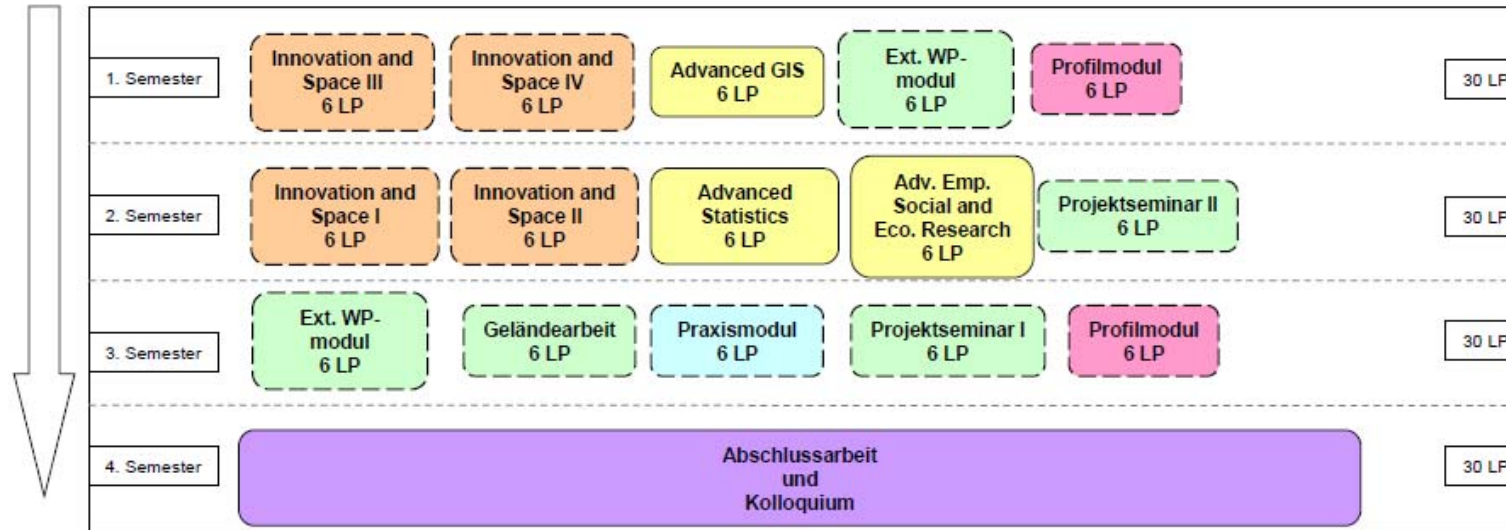 1. Semester
Innovation and
Space III
6 LP
Innovation and
Space IV
6 LP
Advanced GIS
6 LP
Ext. WP-
modul
6 LP
Profilmodul
6 LP
30 LP
2. Semester
Innovation and
Space I
6 LP
Innovation and
Space II
6 LP
Advanced
Statistics
6 LP
Adv. Emp.
Social and
Eco. Research
6 LP
Projektseminar II
6 LP
30 LP
3. Semester
Ext. WP-
modul
6 LP
Geländearbeit
6 LP
Praxismodul
6 LP
Projektseminar I
6 LP
Profilmodul
6 LP
30 LP
4. Semester
Abschlussarbeit
und
Kolloquium
30 LP